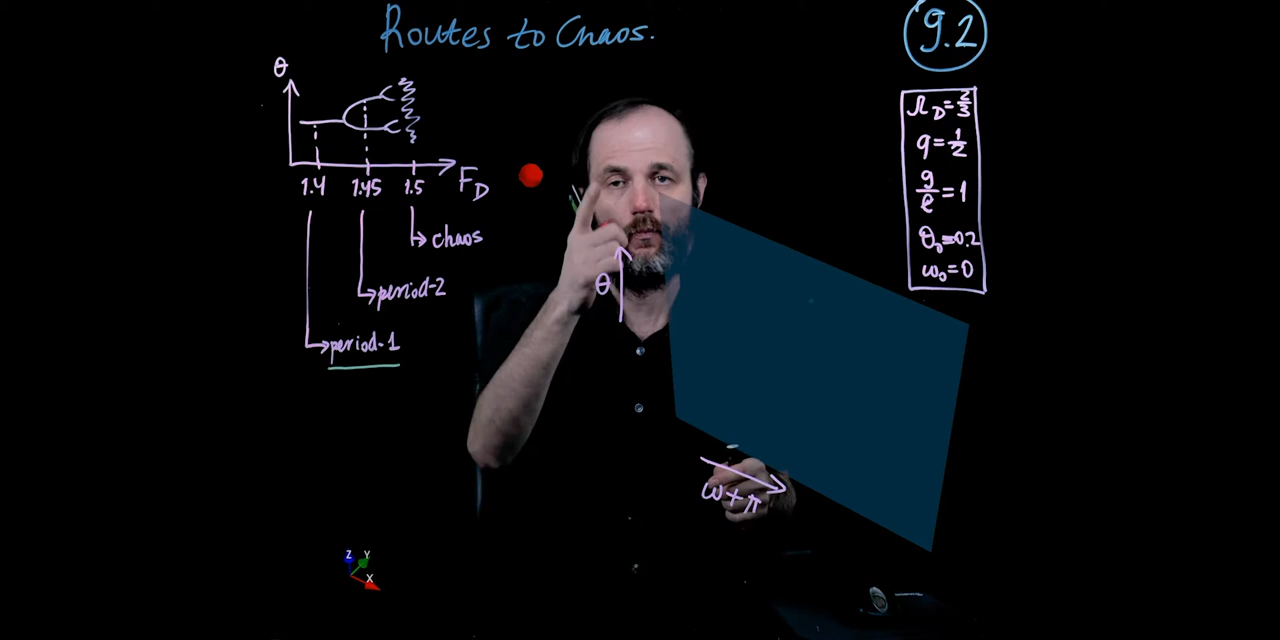 Routes to Chaos.
9.2
θ
1.4 1.45 1.5 F_D
chaos
period-2
period-1
Ω_D=2/3
q=1/2
g/ℓ=1
θ₀=0.2
ω₀=0
θ
ω+π
Z Y
X